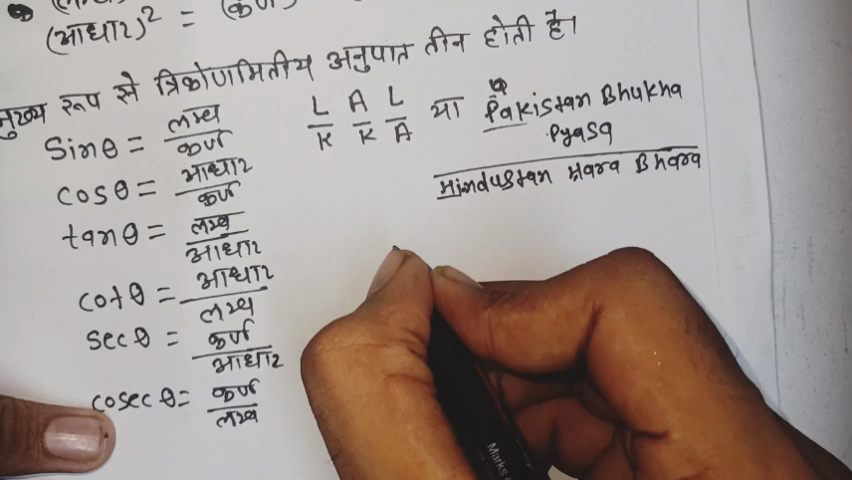 (आधार)² =
मुख्य रूप से त्रिकोणमितीय अनुपात तीन होती है।
Sinθ = लम्ब / कर्ण
L/K A/K L/A या Pakistan Bhukha
Pyasa
Hindustan Hara Bhara
cosθ = आधार / कर्ण
tanθ = लम्ब / आधार
cotθ = आधार / लम्ब
secθ = कर्ण / आधार
cosecθ = कर्ण / लम्ब
Marks